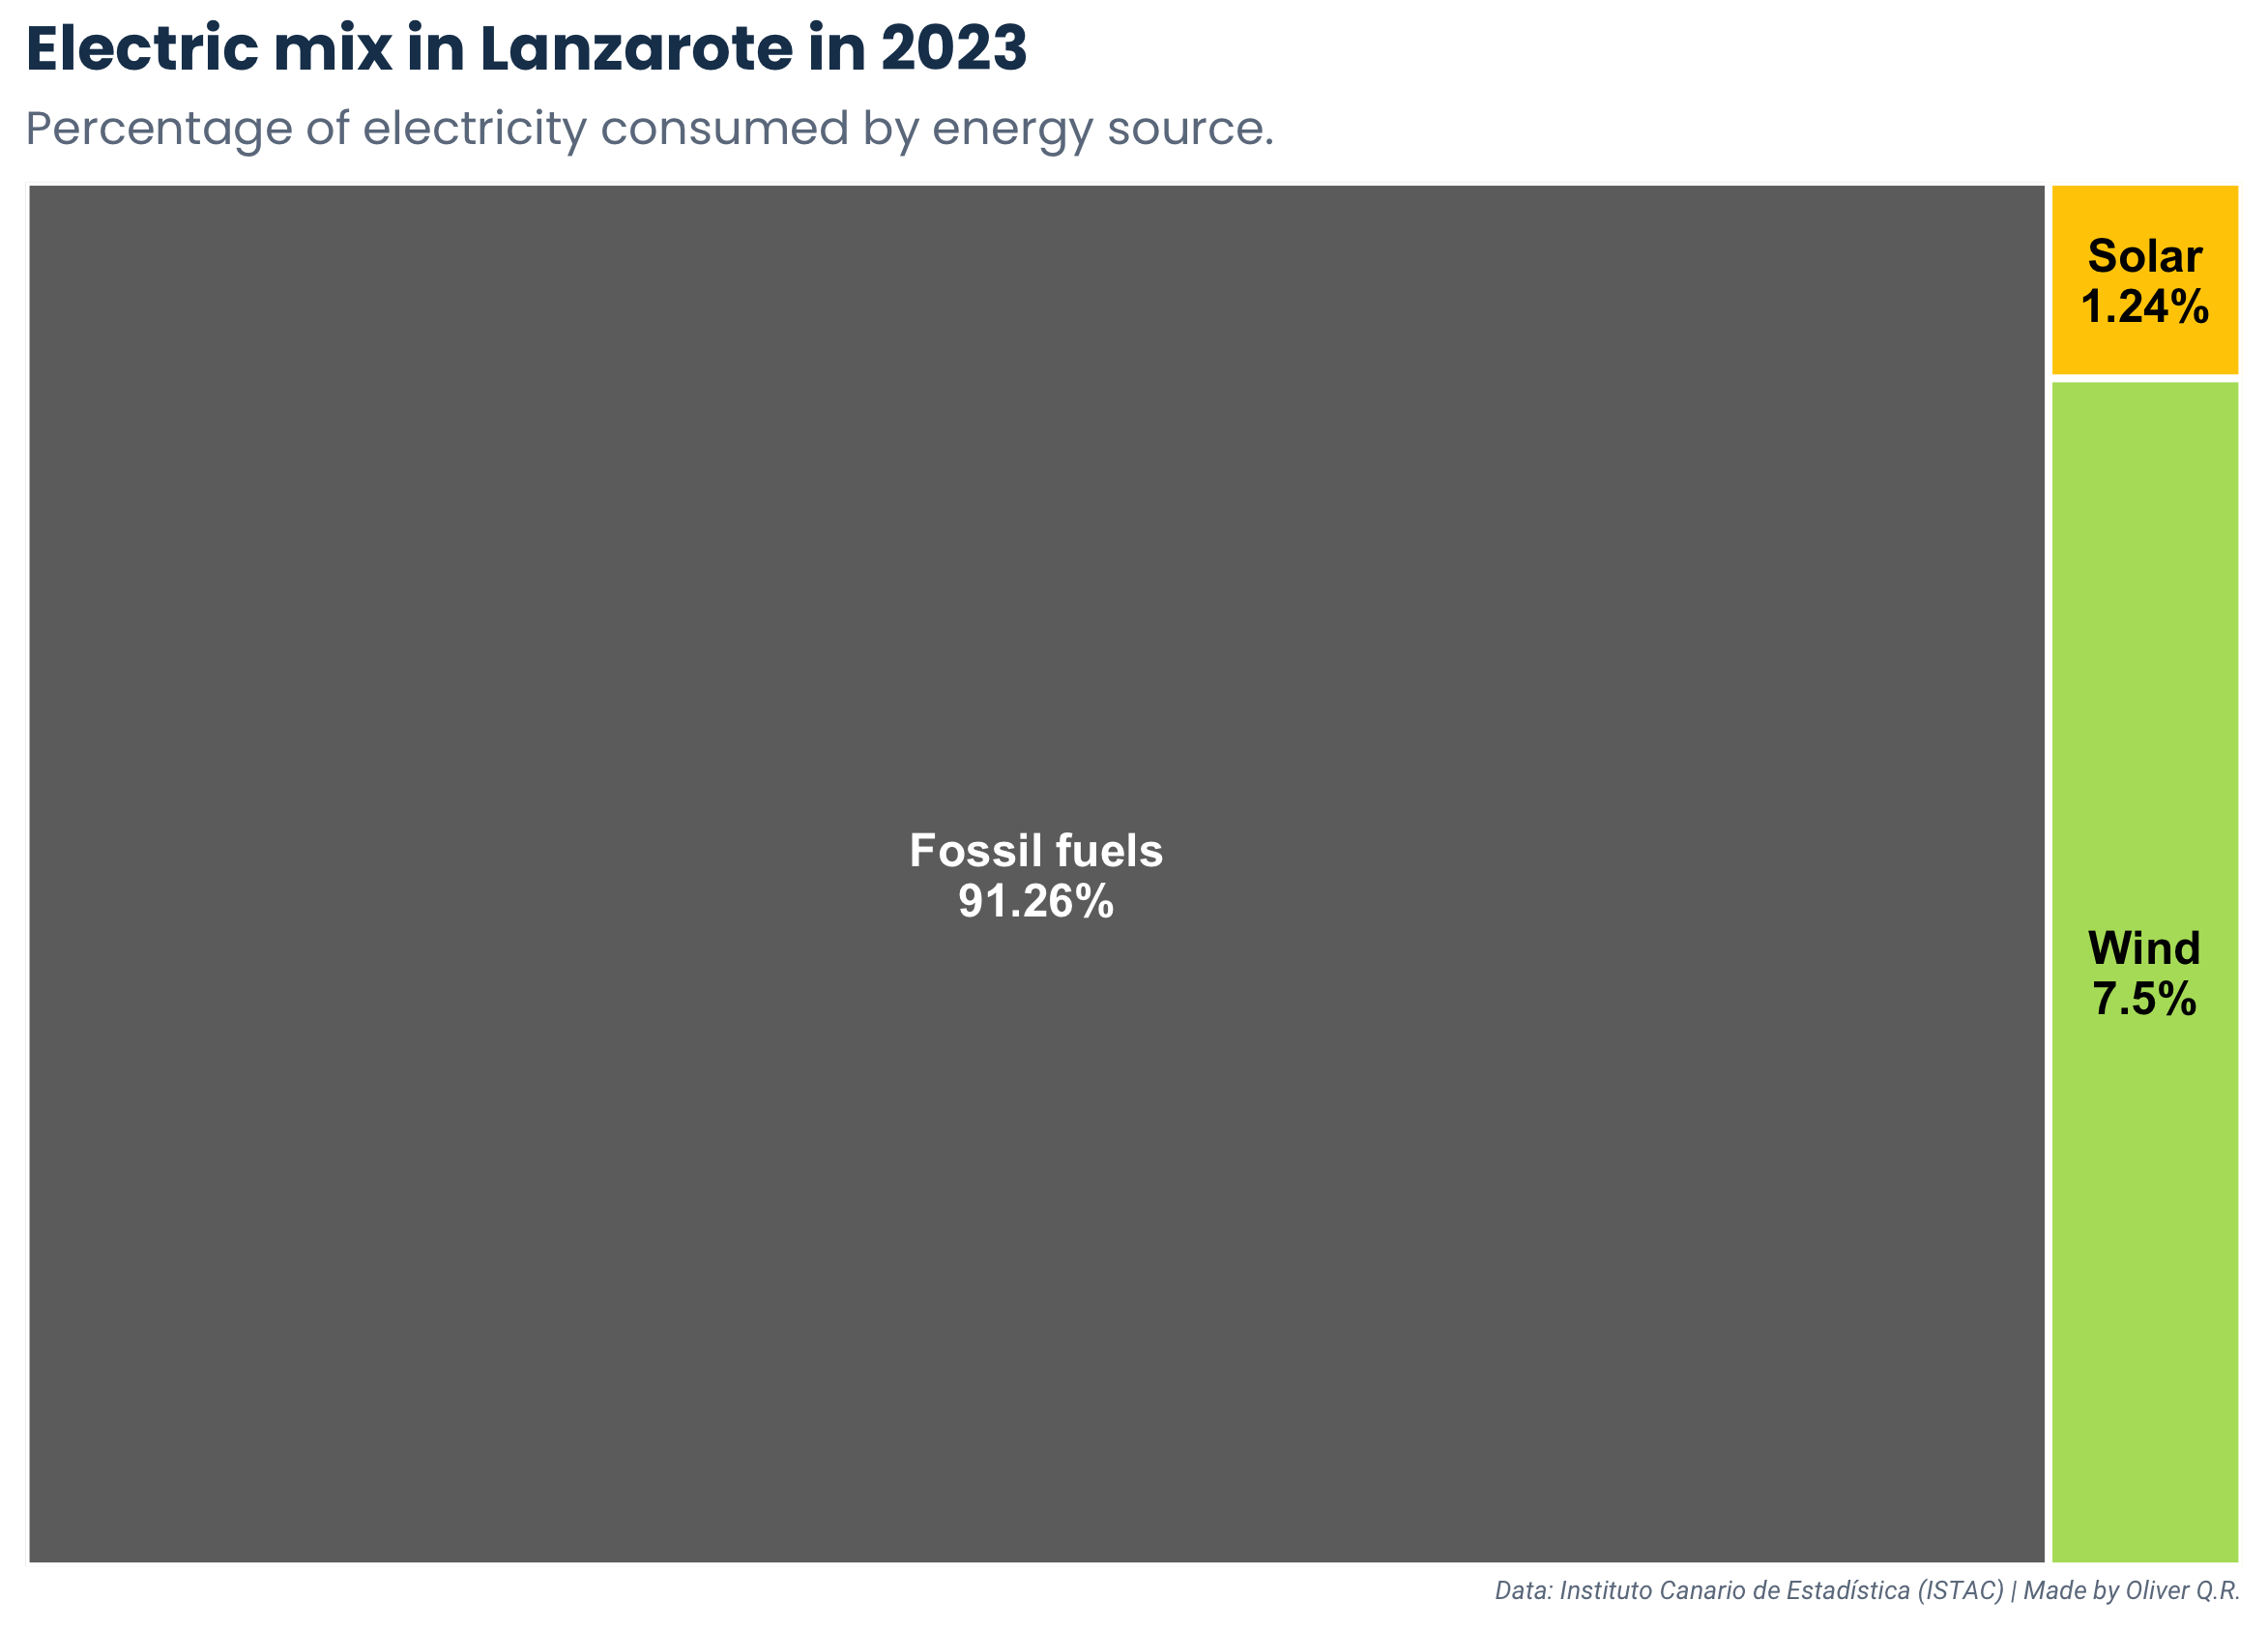 Electric mix in Lanzarote in 2023
Percentage of electricity consumed by energy source.
Solar
1.24%
Fossil fuels
91.26%
Wind
7.5%
Data: Instituto Canario de Estadística (ISTAC) | Made by Oliver Q.R.